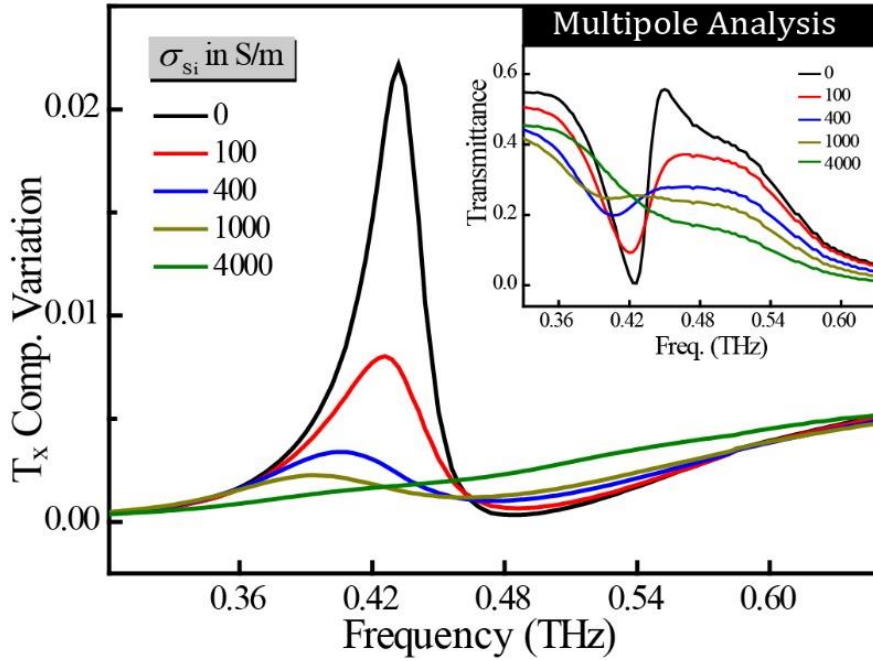 σSi in S/m
0
100
400
1000
4000
0.02
0.01
0.00
Tx Comp. Variation
0.36 0.42 0.48 0.54 0.60
Frequency (THz)
Multipole Analysis
0
100
400
1000
4000
0.6
0.4
0.2
0.0
Transmittance
0.36 0.42 0.48 0.54 0.60
Freq. (THz)